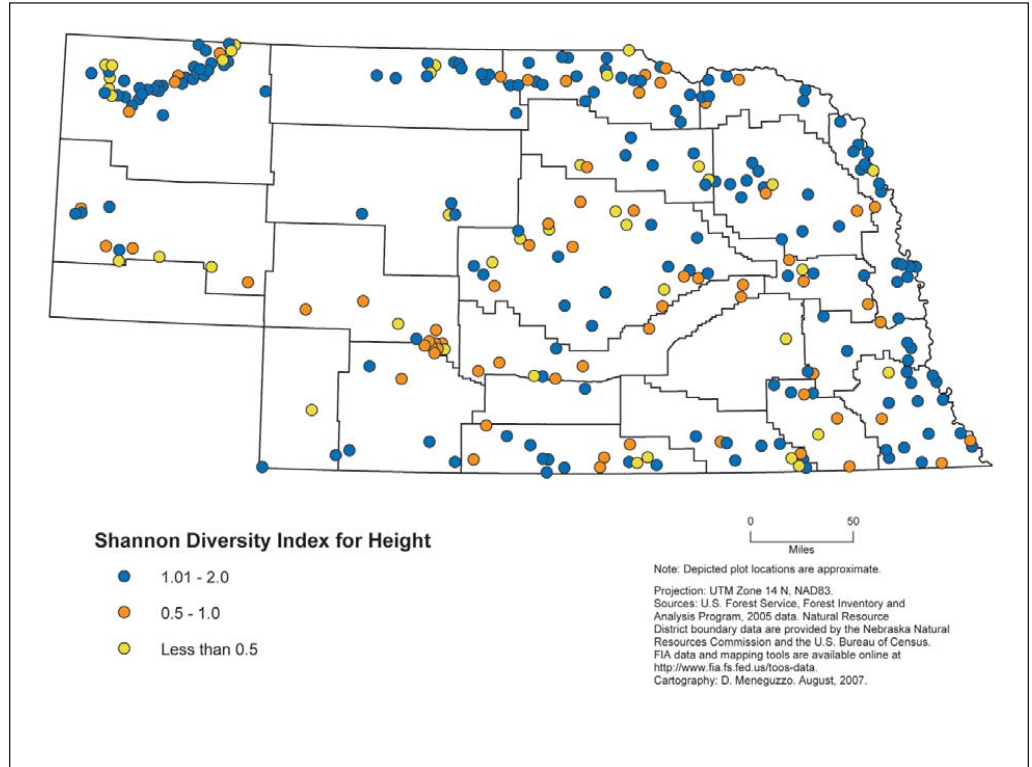 Shannon Diversity Index for Height
1.01 - 2.0
0.5 - 1.0
Less than 0.5
0 50
Miles
Note: Depicted plot locations are approximate.
Projection: UTM Zone 14 N, NAD83.
Sources: U.S. Forest Service, Forest Inventory and
Analysis Program, 2005 data. Natural Resource
District boundary data are provided by the Nebraska Natural
Resources Commission and the U.S. Bureau of Census.
FIA data and mapping tools are available online at
http://www.fia.fs.fed.us/toos-data.
Cartography: D. Meneguzzo. August, 2007.